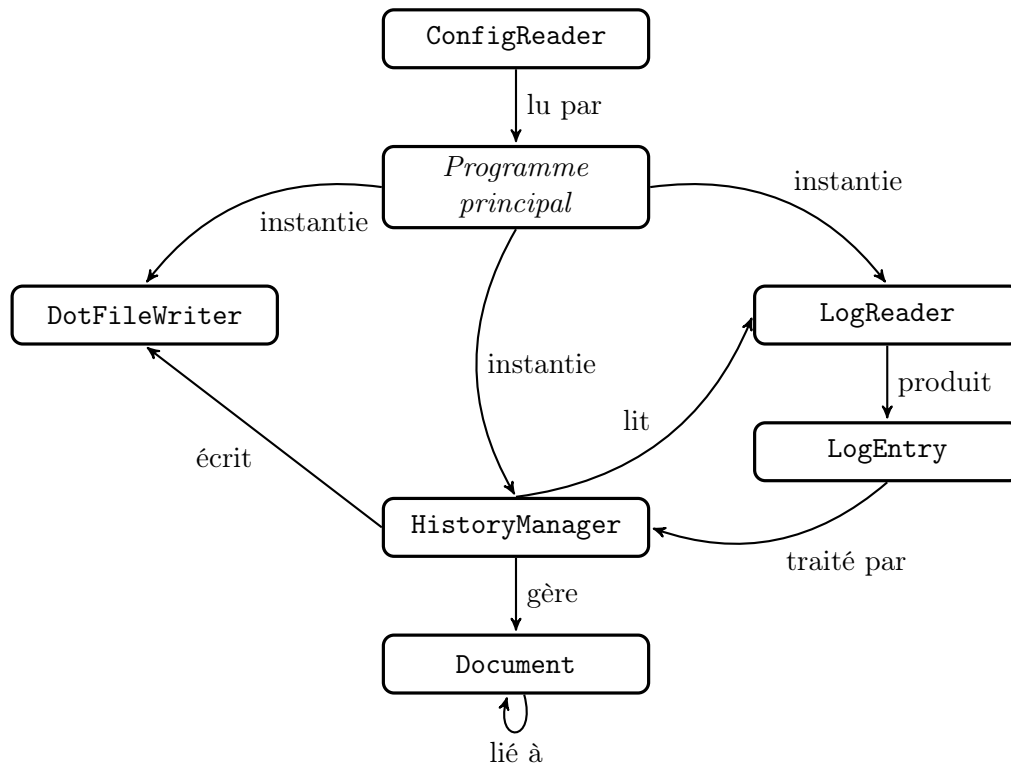 ConfigReader
lu par
Programme
principal
instantie
instantie
DotFileWriter
LogReader
instantie
produit
lit
LogEntry
écrit
HistoryManager
traité par
gère
Document
lié à